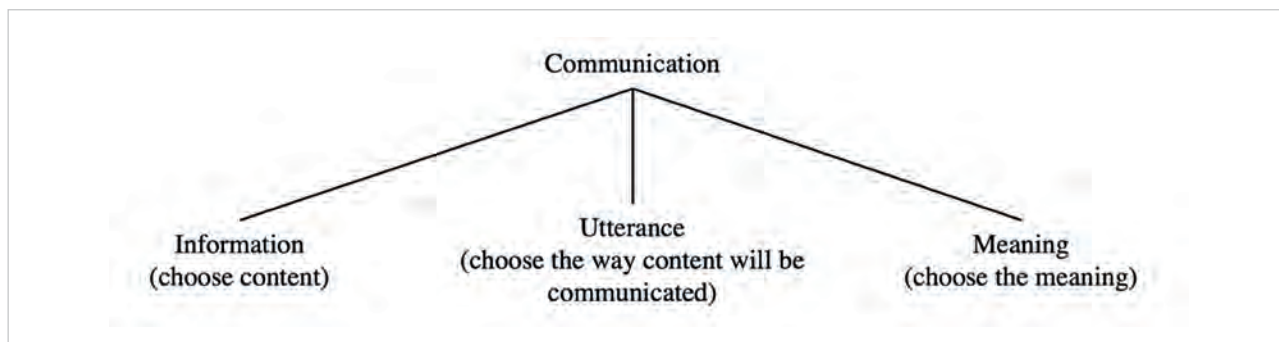 Communication
Information
(choose content)
Utterance
(choose the way content will be
communicated)
Meaning
(choose the meaning)